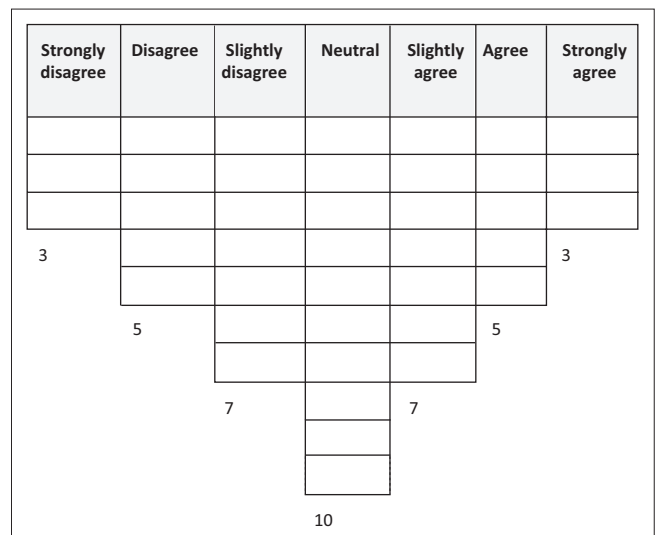 Strongly disagree
Disagree
Slightly disagree
Neutral
Slightly agree
Agree
Strongly agree
3
3
5
5
7
7
10